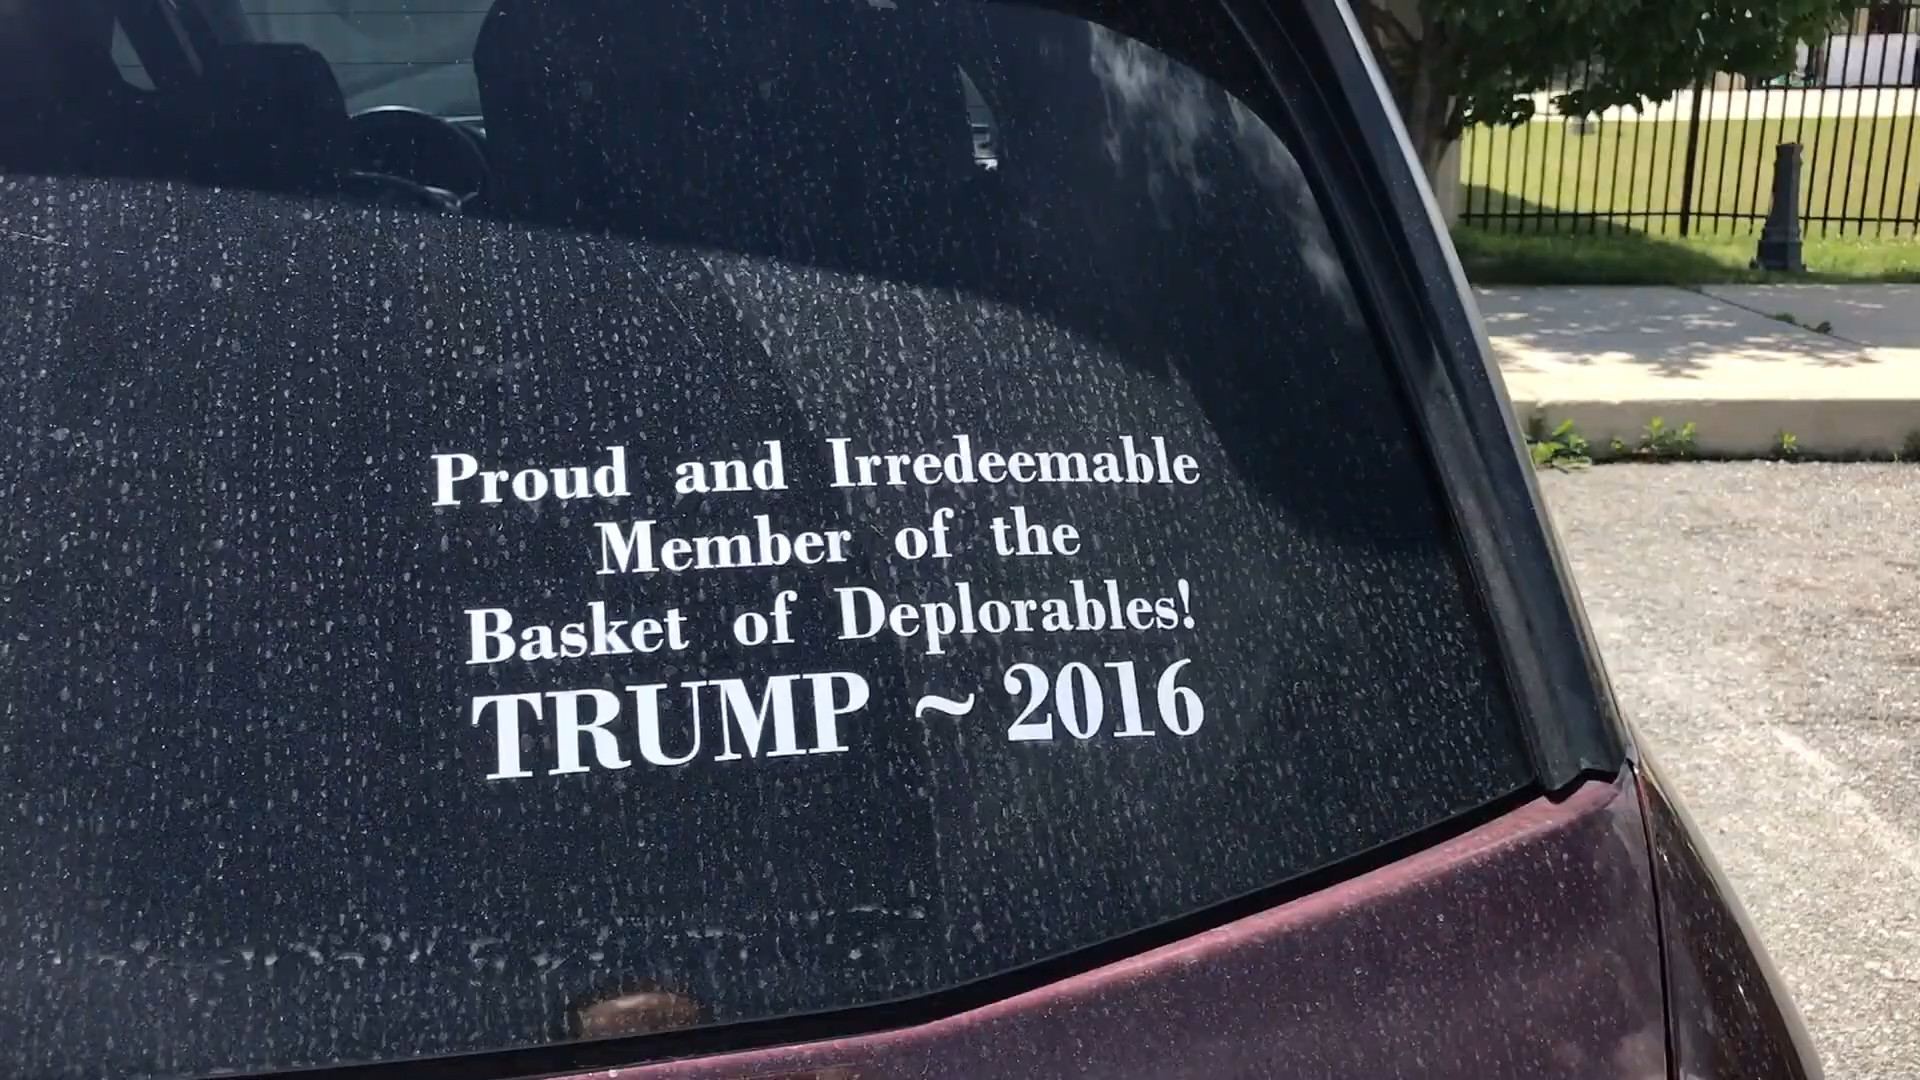 Proud and Irredeemable
Member of the
Basket of Deplorables!
TRUMP ~ 2016